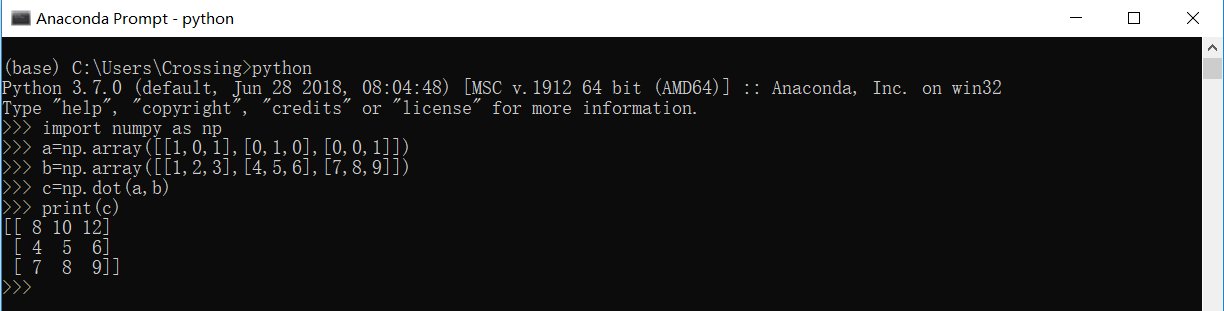 Anaconda Prompt - python
(base) C:\Users\Crossing>python
Python 3.7.0 (default, Jun 28 2018, 08:04:48) [MSC v.1912 64 bit (AMD64)] :: Anaconda, Inc. on win32
Type "help", "copyright", "credits" or "license" for more information.
>>> import numpy as np
>>> a=np.array([[1,0,1],[0,1,0],[0,0,1]])
>>> b=np.array([[1,2,3],[4,5,6],[7,8,9]])
>>> c=np.dot(a,b)
>>> print(c)
[[ 8 10 12]
 [ 4  5  6]
 [ 7  8  9]]
>>>